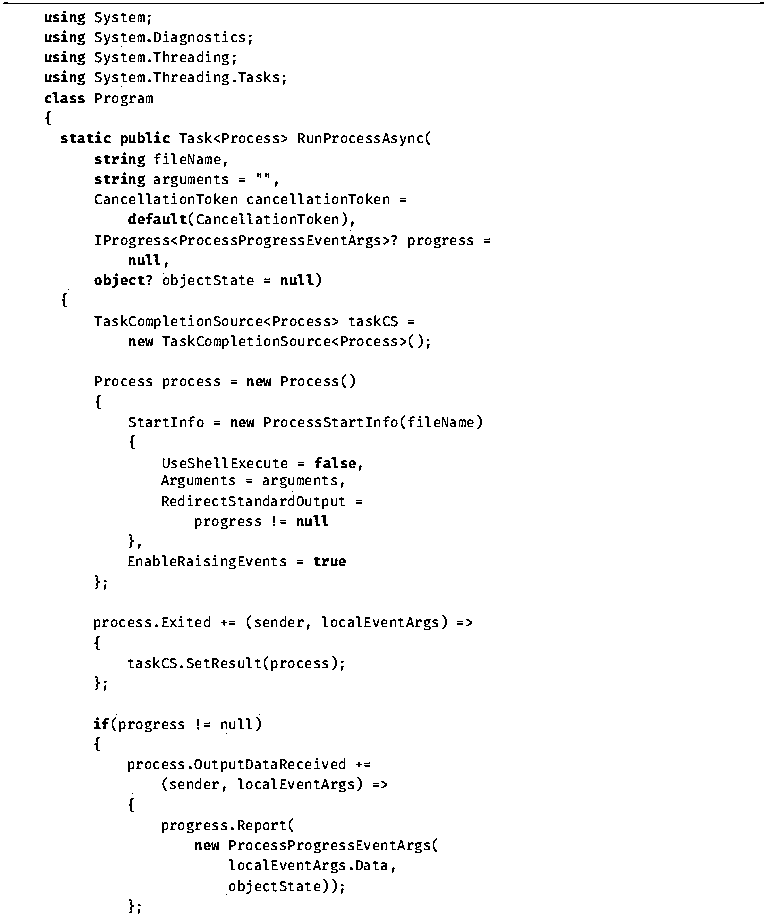 using System;
using System.Diagnostics;
using System.Threading;
using System.Threading.Tasks;
class Program
{
  static public Task<Process> RunProcessAsync(
      string fileName,
      string arguments = "",
      CancellationToken cancellationToken =
          default(CancellationToken),
      IProgress<ProcessProgressEventArgs>? progress =
          null,
      object? objectState = null)
  {
      TaskCompletionSource<Process> taskCS =
          new TaskCompletionSource<Process>();

      Process process = new Process()
      {
          StartInfo = new ProcessStartInfo(fileName)
          {
              UseShellExecute = false,
              Arguments = arguments,
              RedirectStandardOutput =
                  progress != null
          },
          EnableRaisingEvents = true
      };

      process.Exited += (sender, localEventArgs) =>
      {
          taskCS.SetResult(process);
      };

      if(progress != null)
      {
          process.OutputDataReceived +=
              (sender, localEventArgs) =>
          {
              progress.Report(
                  new ProcessProgressEventArgs(
                      localEventArgs.Data,
                      objectState));
          };